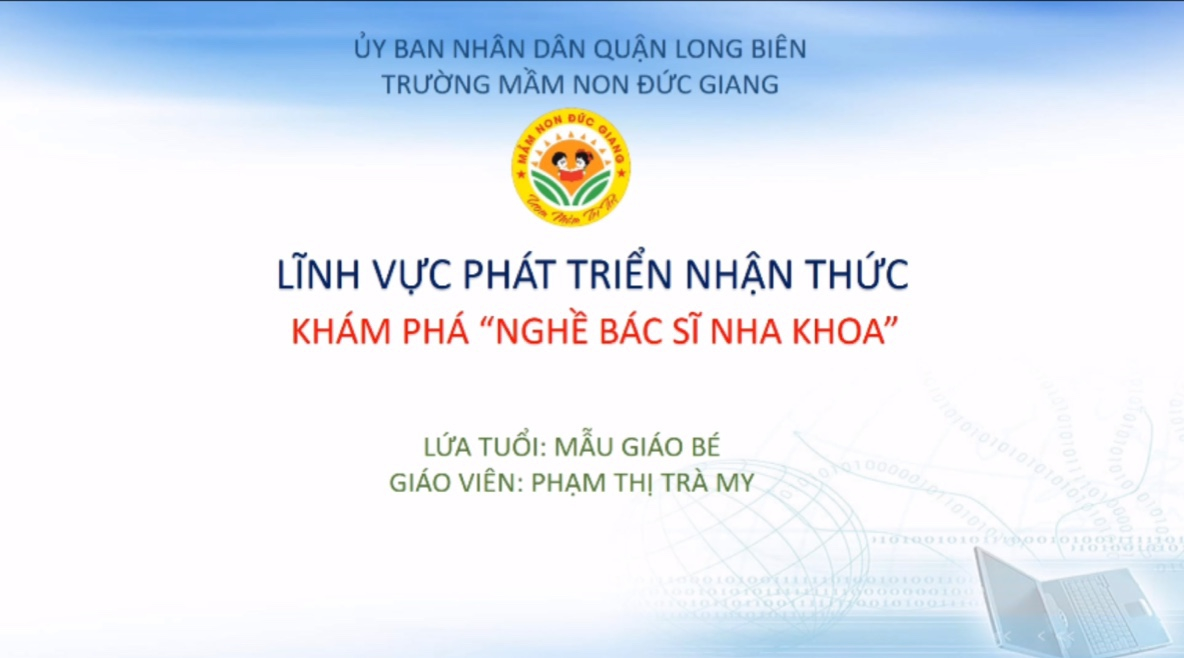 ỦY BAN NHÂN DÂN QUẬN LONG BIÊN
TRƯỜNG MẦM NON ĐỨC GIANG
MẦM NON ĐỨC GIANG
LĨNH VỰC PHÁT TRIỂN NHẬN THỨC
KHÁM PHÁ “NGHỀ BÁC SĨ NHA KHOA”
LỨA TUỔI: MẪU GIÁO BÉ
GIÁO VIÊN: PHẠM THỊ TRÀ MY